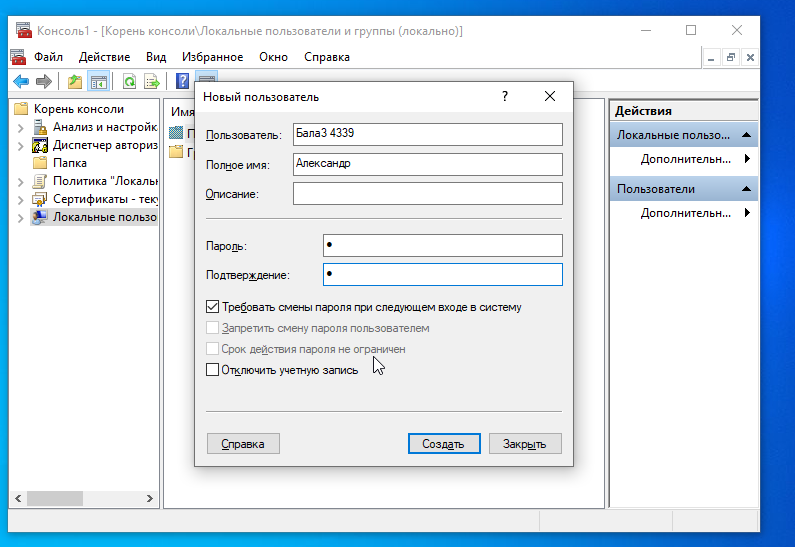 Консоль1 - [Корень консоли\Локальные пользователи и группы (локально)]
Файл Действие Вид Избранное Окно Справка
Корень консоли
Анализ и настройк
Диспетчер авториз
Папка
Политика "Локаль
Сертификаты - теку
Локальные пользо
Имя
П
Гр
Новый пользователь
Пользователь: Бала3 4339
Полное имя: Александр
Описание:
Пароль: ●
Подтверждение: ●
Требовать смены пароля при следующем входе в систему
Запретить смену пароля пользователем
Срок действия пароля не ограничен
Отключить учетную запись
Справка Создать Закрыть
Действия
Локальные пользо...
Дополнительн...
Пользователи
Дополнительн...